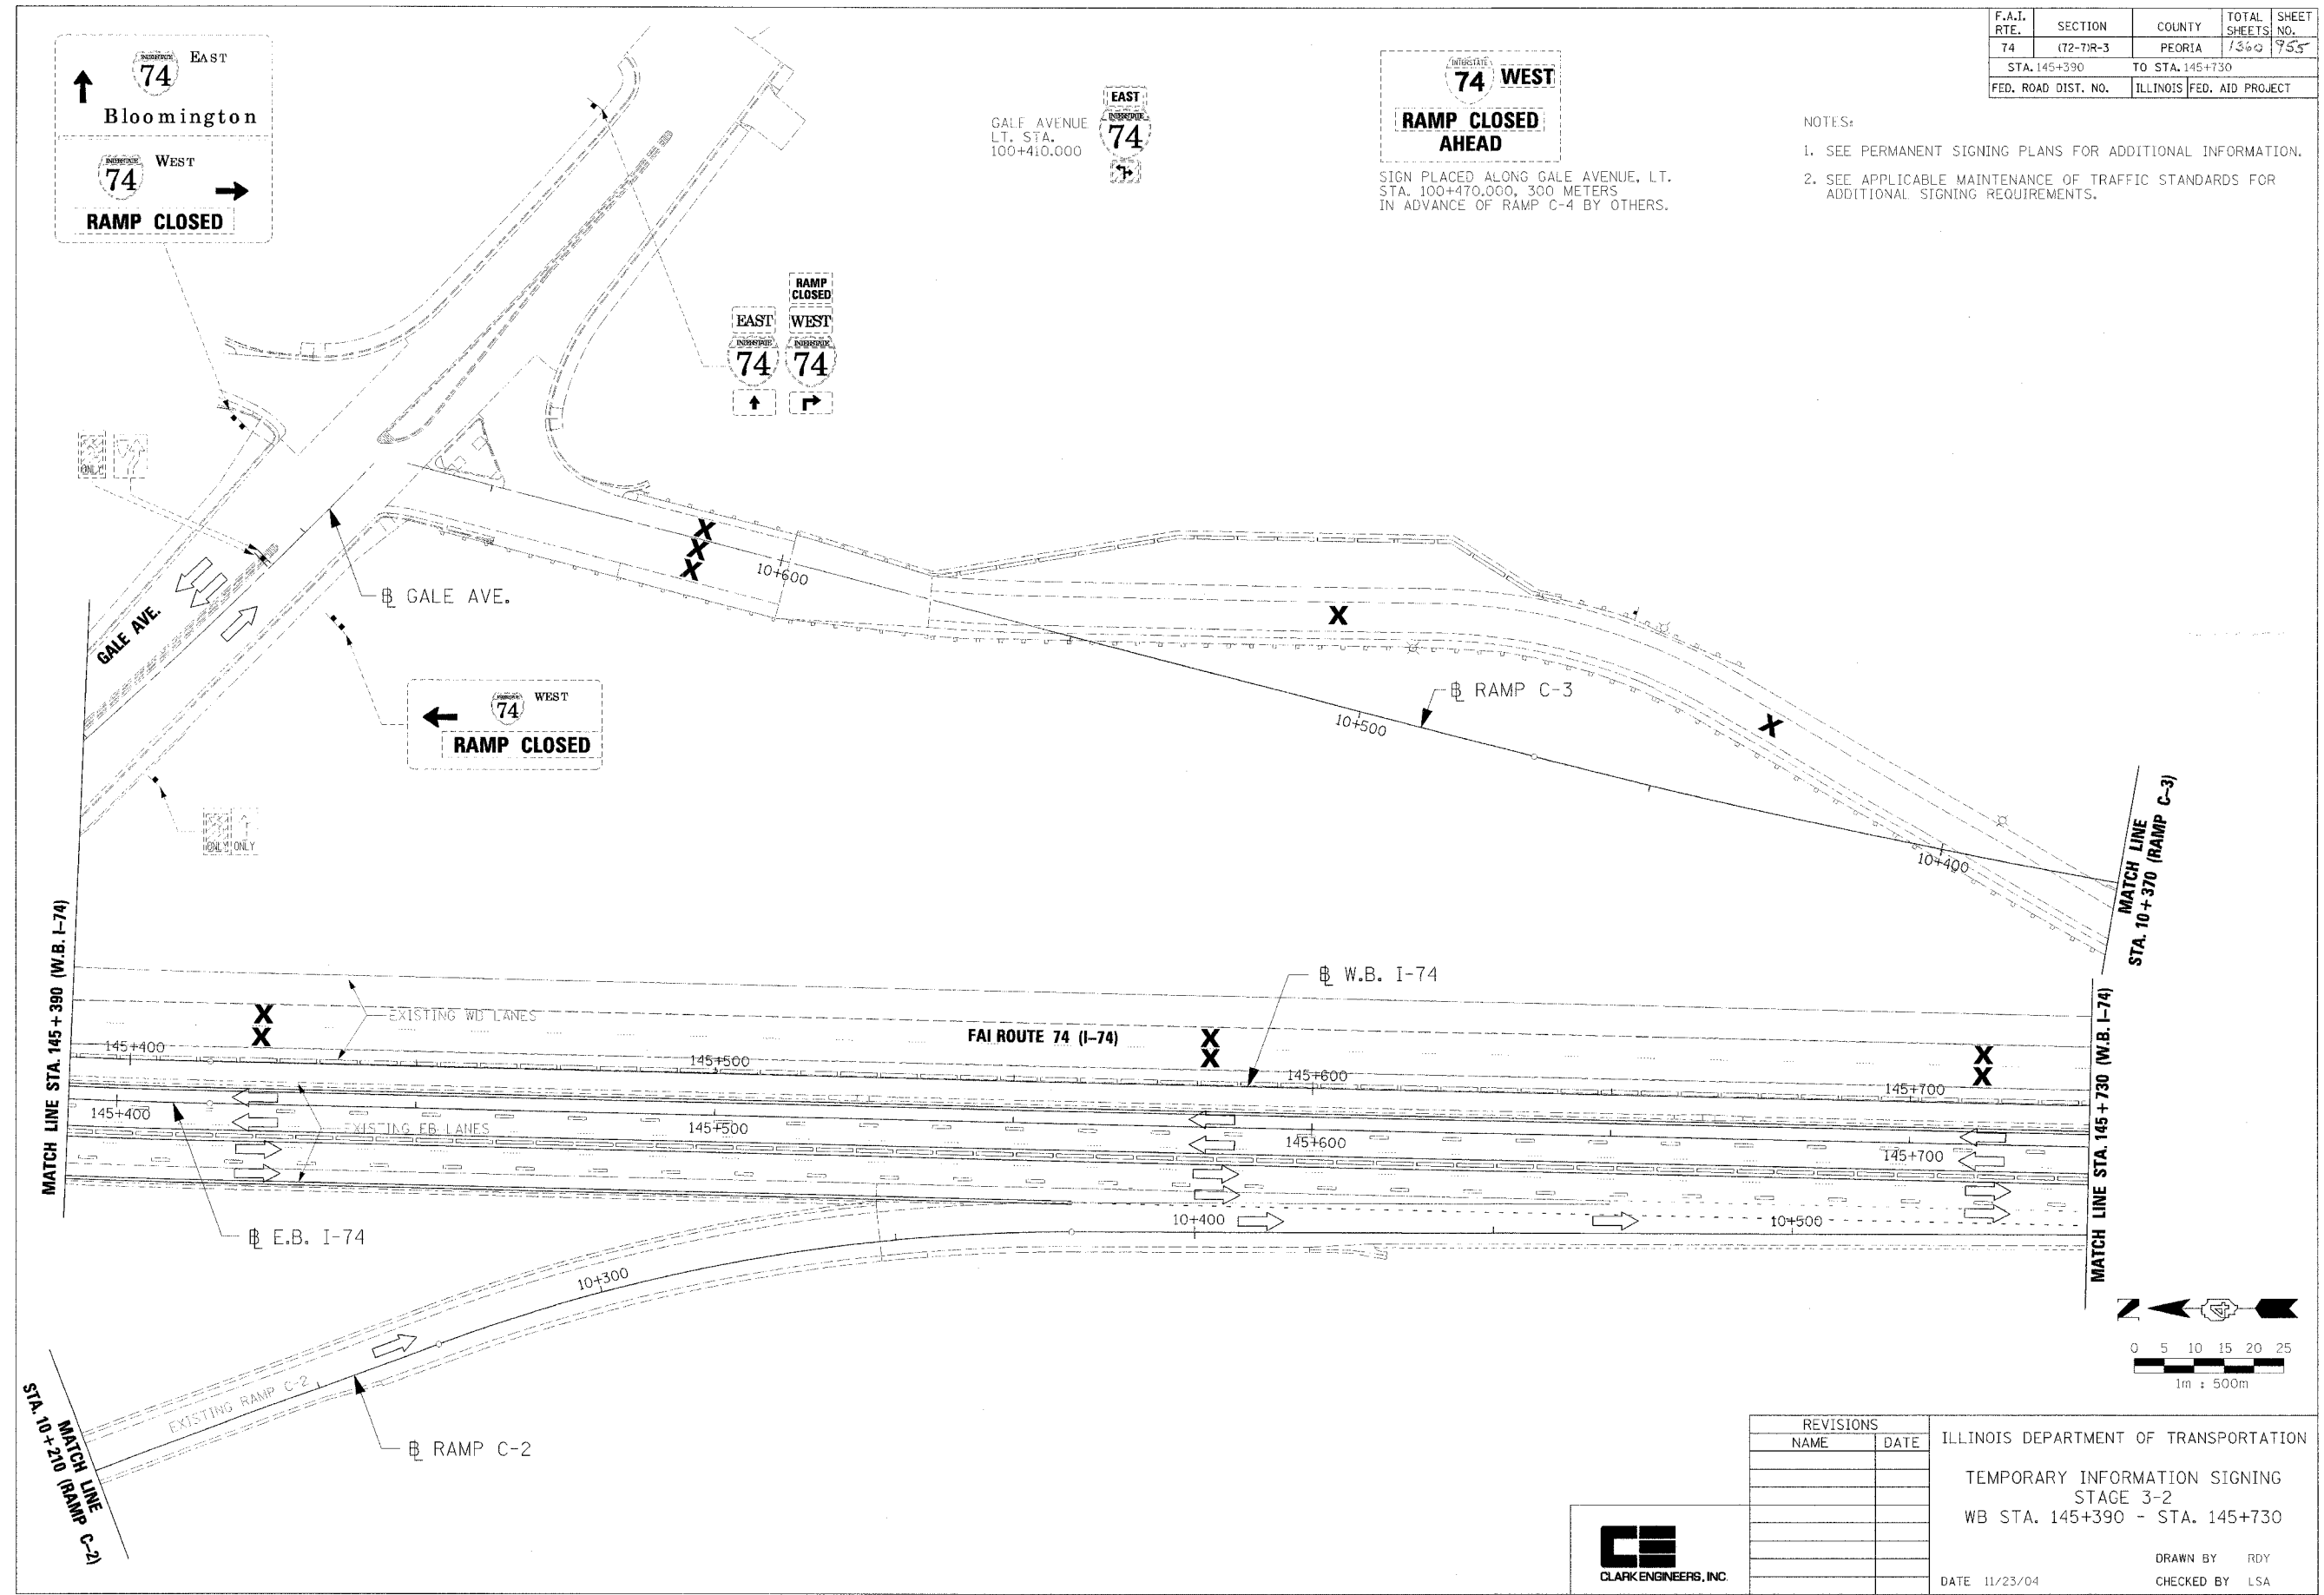 F.A.I. RTE. SECTION COUNTY TOTAL SHEETS SHEET NO.
74 (72-7)R-3 PEORIA 1360 955
STA. 145+390 TO STA. 145+730
FED. ROAD DIST. NO. ILLINOIS FED. AID PROJECT
INTERSTATE 74 EAST
Bloomington
INTERSTATE 74 WEST
RAMP CLOSED
GALE AVENUE
LT. STA.
100+410.000
EAST
INTERSTATE
74
INTERSTATE
74 WEST
RAMP CLOSED
AHEAD
SIGN PLACED ALONG GALE AVENUE, LT.
STA. 100+470.000, 300 METERS
IN ADVANCE OF RAMP C-4 BY OTHERS.
NOTES:
1. SEE PERMANENT SIGNING PLANS FOR ADDITIONAL INFORMATION.
2. SEE APPLICABLE MAINTENANCE OF TRAFFIC STANDARDS FOR
ADDITIONAL SIGNING REQUIREMENTS.
RAMP
CLOSED
EAST WEST
INTERSTATE INTERSTATE
74 74
ONLY
X
X
X
10+600
℄ GALE AVE.
GALE AVE.
X
INTERSTATE 74 WEST
RAMP CLOSED
℄ RAMP C-3
10+500
X
ONLY ONLY
10+400
MATCH LINE
STA. 10+370 (RAMP C-3)
MATCH LINE STA. 145+390 (W.B. I-74)
℄ W.B. I-74
EXISTING WB LANES
X
X
FAI ROUTE 74 (I-74)
X
X
X
X
145+400
145+500
145+600
145+700
145+400
EXISTING EB LANES
145+500
145+600
145+700
MATCH LINE STA. 145+730 (W.B. I-74)
℄ E.B. I-74
10+400
10+500
10+300
EXISTING RAMP C-2
℄ RAMP C-2
MATCH LINE
STA. 10+210 (RAMP C-2)
0 5 10 15 20 25
1m : 500m
REVISIONS
NAME DATE
ILLINOIS DEPARTMENT OF TRANSPORTATION
TEMPORARY INFORMATION SIGNING
STAGE 3-2
WB STA. 145+390 - STA. 145+730
DRAWN BY RDY
DATE 11/23/04 CHECKED BY LSA
CLARK ENGINEERS, INC.